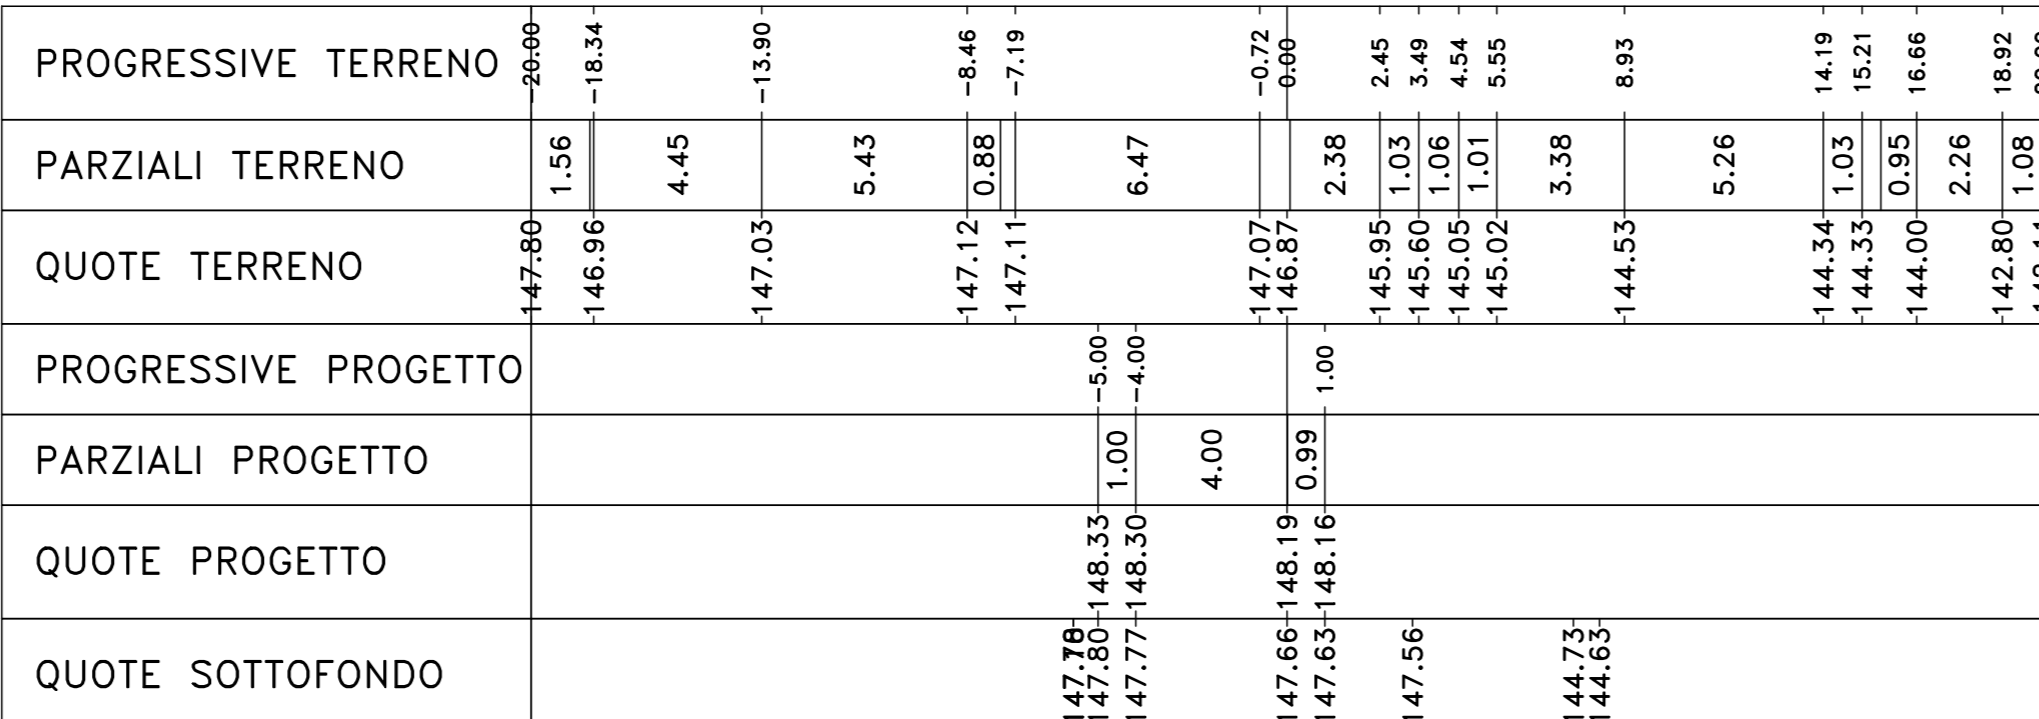 PROGRESSIVE TERRENO -20.00 -18.34 -13.90 -8.46 -7.19 -0.72 0.00 2.45 3.49 4.54 5.55 8.93 14.19 15.21 16.66 18.92
PARZIALI TERRENO 1.56 4.45 5.43 0.88 6.47 2.38 1.03 1.06 1.01 3.38 5.26 1.03 0.95 2.26 1.08
QUOTE TERRENO 147.80 146.96 147.03 147.12 147.11 147.07 146.87 145.95 145.60 145.05 145.02 144.53 144.34 144.33 144.00 142.80
PROGRESSIVE PROGETTO -5.00 -4.00 1.00
PARZIALI PROGETTO 1.00 4.00 0.99
QUOTE PROGETTO 148.33 148.30 148.19 148.16
QUOTE SOTTOFONDO 147.80 147.77 147.66 147.63 147.56 144.73 144.63